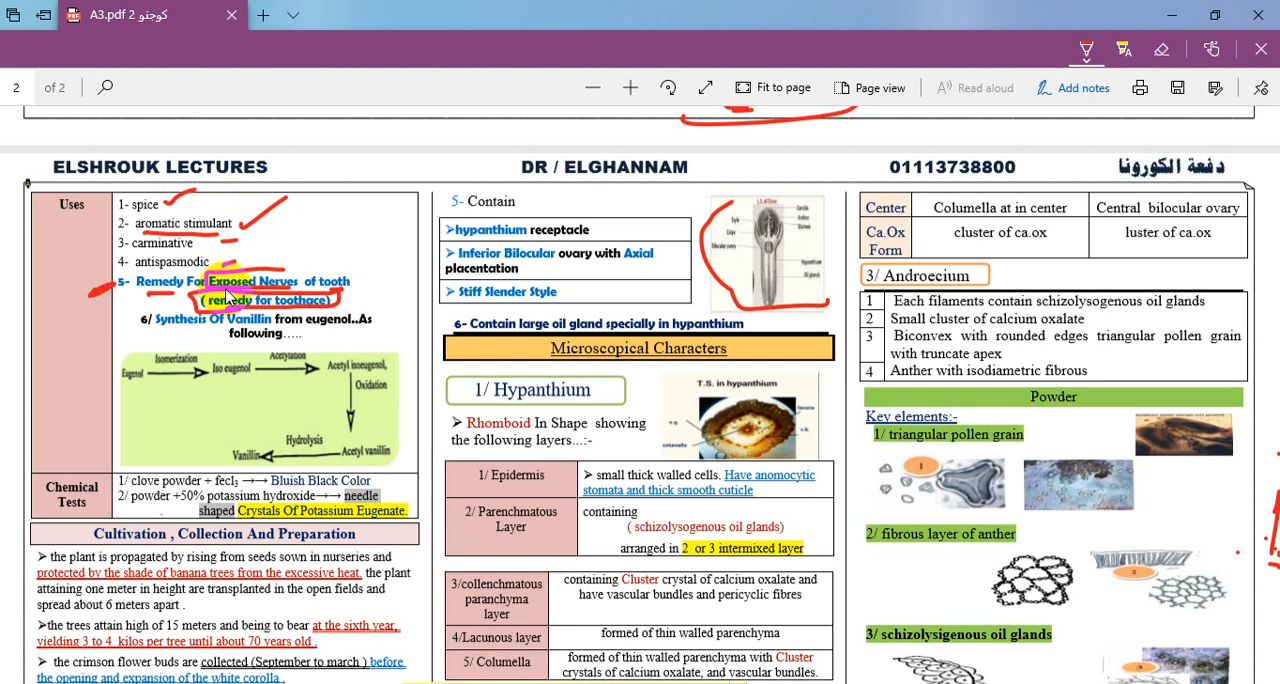 A3.pdf كوجنو 2
2 of 2
Fit to page
Page view
Read aloud
Add notes
ELSHROUK LECTURES DR / ELGHANNAM 01113738800 دفعة الكورونا
Uses
1- spice
2- aromatic stimulant
3- carminative
4- antispasmodic
5- Remedy For Exposed Nerves of tooth
( remedy for toothace)
6/ Synthesis Of Vanillin from eugenol..As
following…..
Isomerization
Acetylation
Eugenol
Iso eugenol
Acetyl isoeugenol,
Oxidation
Hydrolysis
Vanillin
Acetyl vanillin
Chemical
Tests
1/ clove powder + fecl3 →→ Bluish Black Color
2/ powder +50% potassium hydroxide→→ needle
shaped Crystals Of Potassium Eugenate.
Cultivation , Collection And Preparation
➤ the plant is propagated by rising from seeds sown in nurseries and
protected by the shade of banana trees from the excessive heat. the plant
attaining one meter in height are transplanted in the open fields and
spread about 6 meters apart .
➤the trees attain high of 15 meters and being to bear at the sixth year,
yielding 3 to 4 kilos per tree until about 70 years old .
➤ the crimson flower buds are collected (September to march ) before
the opening and expansion of the white corolla .
5- Contain
➤hypanthium receptacle
➤Inferior Bilocular ovary with Axial
placentation
➤Stiff Slender Style
6- Contain large oil gland specially in hypanthium
Microscopical Characters
1/ Hypanthium
T.S. in hypanthium
➤ Rhomboid In Shape showing
the following layers...:-
1/ Epidermis
➤ small thick walled cells. Have anomocytic
stomata and thick smooth cuticle
2/ Parenchmatous
Layer
containing
( schizolysogenous oil glands)
arranged in 2 or 3 intermixed layer
3/collenchmatous
paranchyma
layer
containing Cluster crystal of calcium oxalate and
have vascular bundles and pericyclic fibres
4/Lacunous layer
formed of thin walled parenchyma
5/ Columella
formed of thin walled parenchyma with Cluster
crystals of calcium oxalate, and vascular bundles.
Center Columella at in center Central bilocular ovary
Ca.Ox
Form
cluster of ca.ox luster of ca.ox
3/ Androecium
1 Each filaments contain schizolysogenous oil glands
2 Small cluster of calcium oxalate
3 Biconvex with rounded edges triangular pollen grain
with truncate apex
4 Anther with isodiametric fibrous
Powder
Key elements:-
1/ triangular pollen grain
1
2/ fibrous layer of anther
2
3/ schizolysigenous oil glands
3